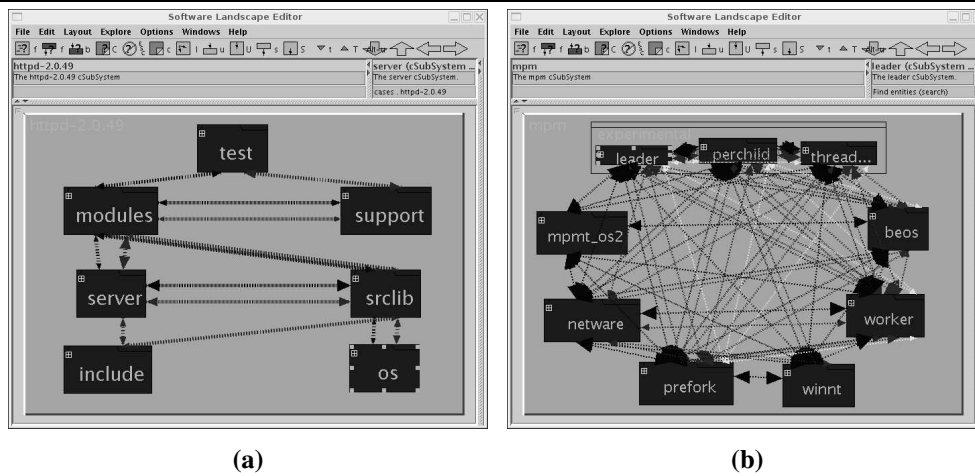 Software Landscape Editor
File Edit Layout Explore Options Windows Help
httpd-2.0.49
The httpd-2.0.49 cSubSystem
server (cSubSystem ...
The server cSubSystem.
cases . httpd-2.0.49
httpd-2.0.49
test
modules
support
server
srclib
include
os
(a)
Software Landscape Editor
File Edit Layout Explore Options Windows Help
mpm
The mpm cSubSystem
leader (cSubSystem ...
The leader cSubSystem.
Find entities (search)
mpm
experimental
leader
perchild
thread...
mpmt_os2
beos
netware
worker
prefork
winnt
(b)